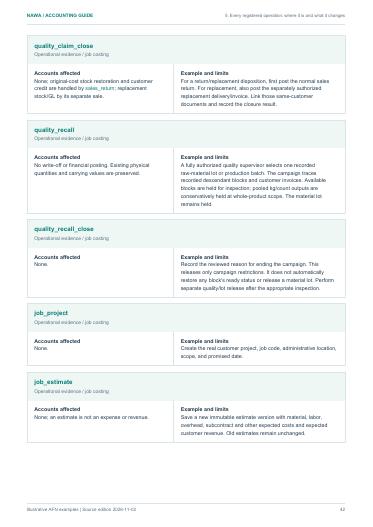 NAWA | ACCOUNTING GUIDE
5. Every registered operation: where it is and what it changes
quality_claim_close
Operational evidence / job costing
Accounts affected
None; original-cost stock restoration and customer
credit are handled by sales_return; replacement
stock/GL by its separate sale.
Example and limits
For a return/replacement disposition, first post the normal sales
return. For replacement, also post the separately authorized
replacement delivery/invoice. Link those same-customer
documents and record the closure result.
quality_recall
Operational evidence / job costing
Accounts affected
No write-off or financial posting. Existing physical
quantities and carrying values are preserved.
Example and limits
A fully authorized quality supervisor selects one recorded
raw-material lot or production batch. The campaign traces
recorded descendant blocks and customer invoices. Available
blocks are held for inspection; pooled kg/count outputs are
conservatively held at whole-product scope. The material lot
remains held.
quality_recall_close
Operational evidence / job costing
Accounts affected
None.
Example and limits
Record the reviewed reason for ending the campaign. This
releases only campaign restrictions. It does not automatically
restore any block's ready status or release a material lot. Perform
separate quality/lot release after the appropriate inspection.
job_project
Operational evidence / job costing
Accounts affected
None.
Example and limits
Create the real customer project, job code, administrative location,
scope, and promised date.
job_estimate
Operational evidence / job costing
Accounts affected
None; an estimate is not an expense or revenue.
Example and limits
Save a new immutable estimate version with material, labor,
overhead, subcontract and other expected costs and expected
customer revenue. Old estimates remain unchanged.
Illustrative AFN examples | Source edition 2026-11-03
42